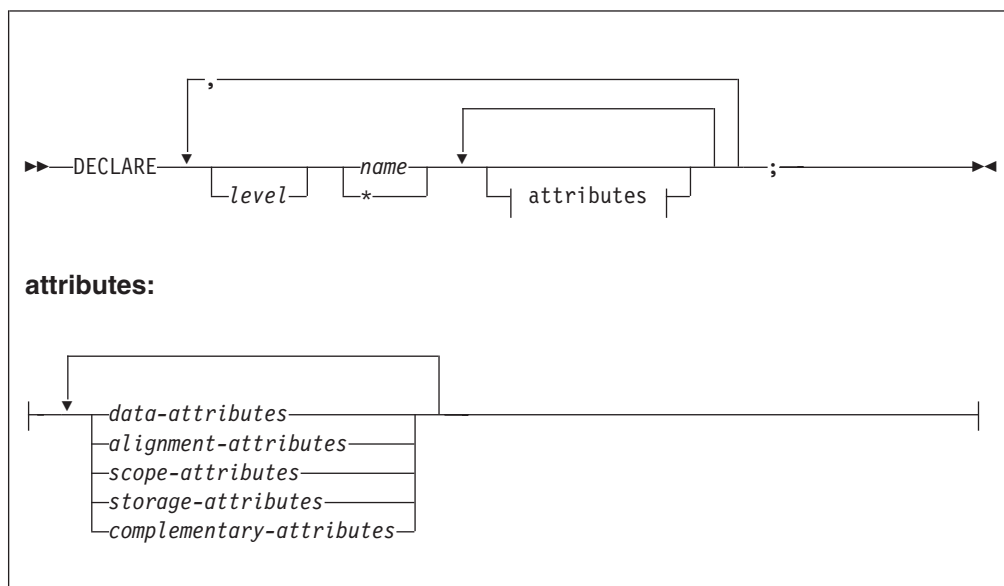 ,
DECLARE level name * attributes ;
attributes:
data-attributes
alignment-attributes
scope-attributes
storage-attributes
complementary-attributes